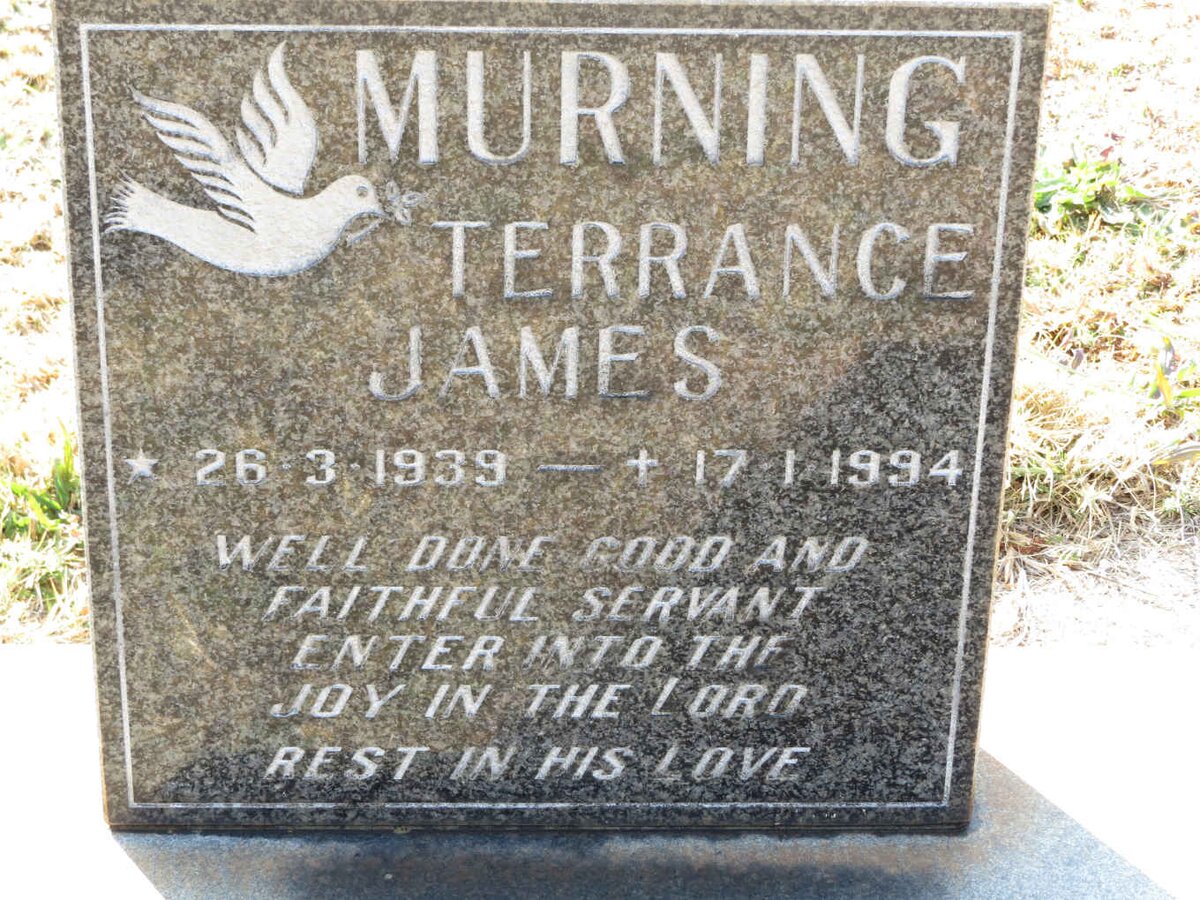 MURNING
TERRANCE
JAMES
★ 26·3·1939 — ✝ 17·1·1994
WELL DONE GOOD AND
FAITHFUL SERVANT
ENTER INTO THE
JOY IN THE LORD
REST IN HIS LOVE